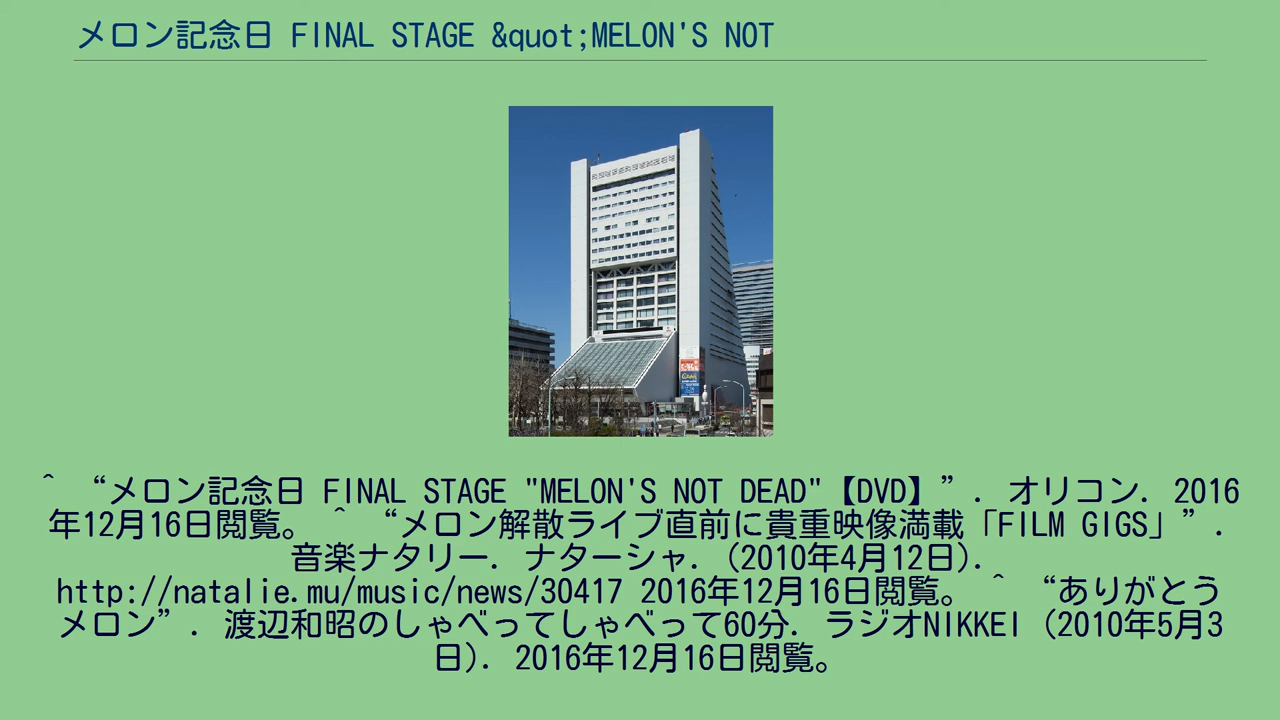 メロン記念日 FINAL STAGE &quot;MELON'S NOT
^ “メロン記念日 FINAL STAGE "MELON'S NOT DEAD"【DVD】”. オリコン. 2016
年12月16日閲覧。 ^ “メロン解散ライブ直前に貴重映像満載「FILM GIGS」”.
音楽ナタリー. ナターシャ. (2010年4月12日).
http://natalie.mu/music/news/30417 2016年12月16日閲覧。 ^ “ありがとう
メロン”. 渡辺和昭のしゃべってしゃべって60分. ラジオNIKKEI (2010年5月3
日). 2016年12月16日閲覧。